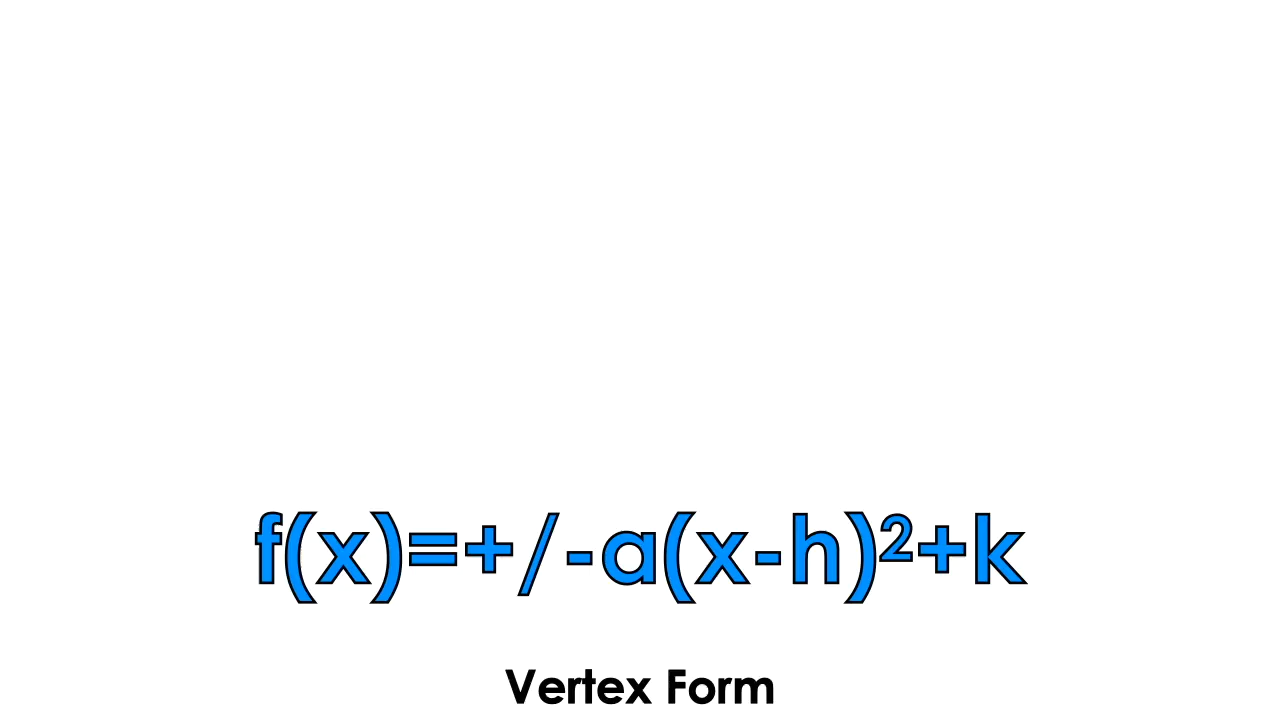 f(x)=+/-a(x-h)²+k
Vertex Form